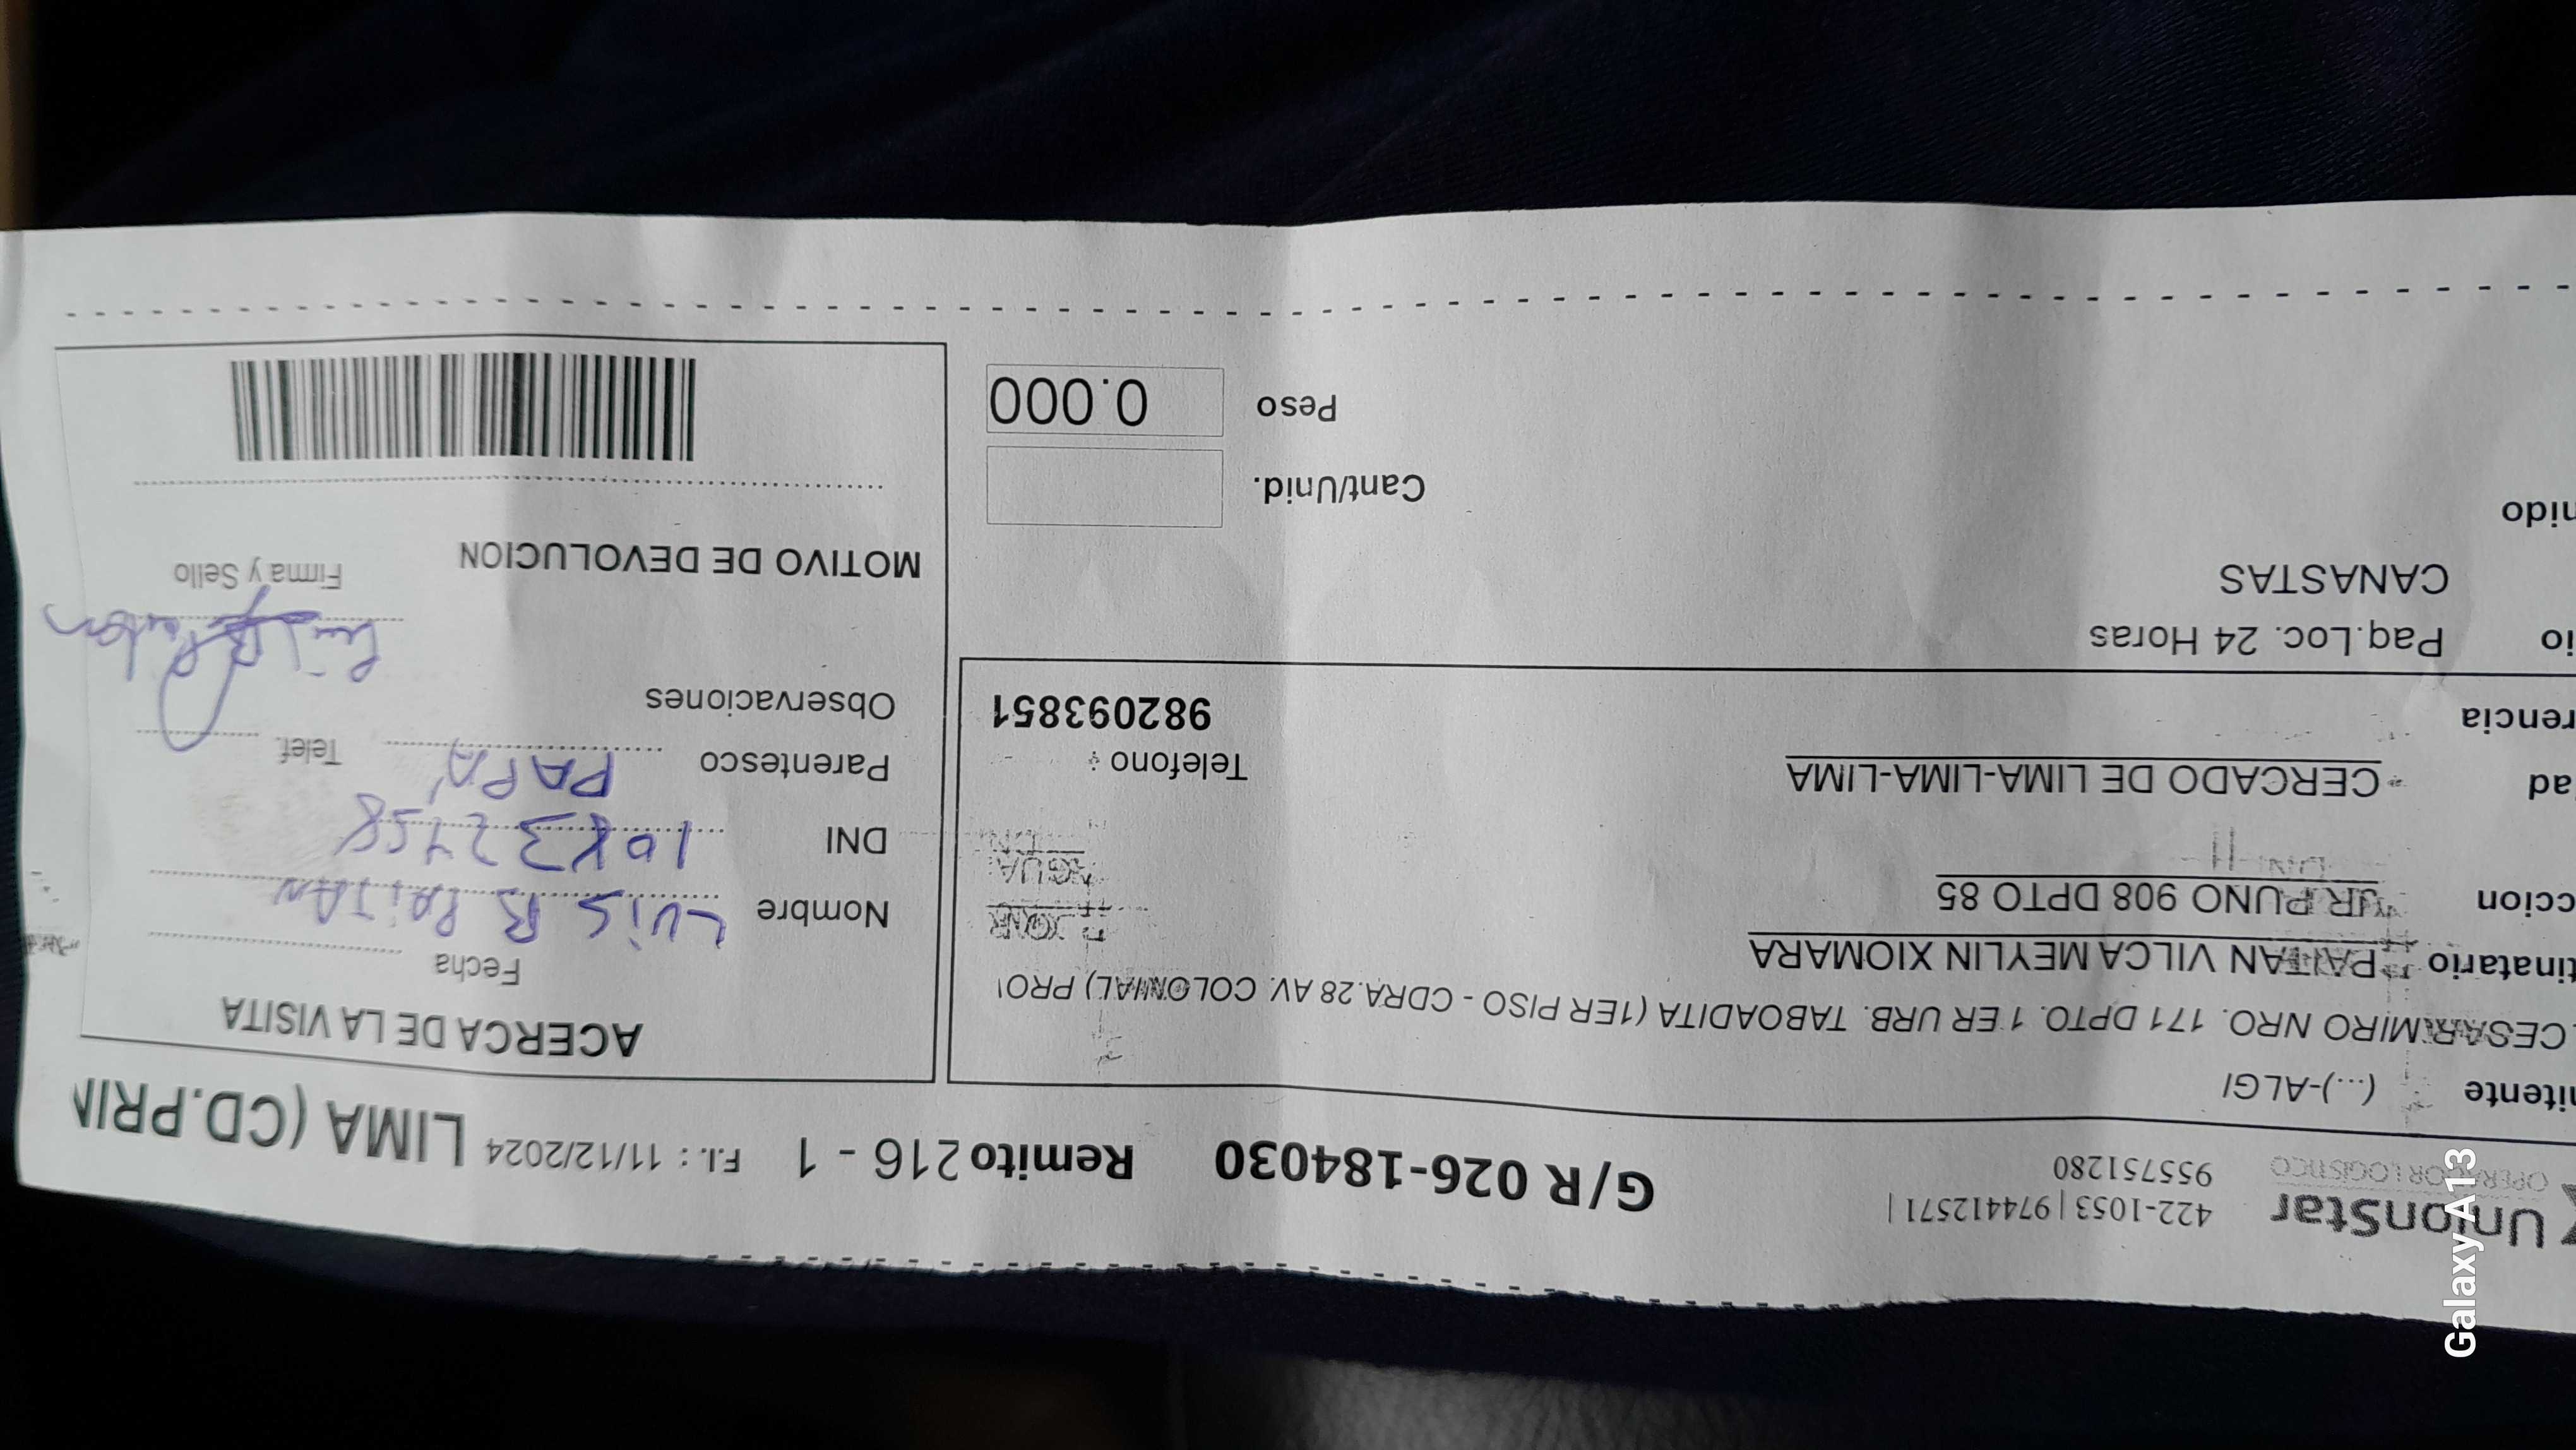 UnionStar
OPERADOR LOGISTICO
422-1053 | 974412571 |
955751280
G/R 026-184030
Remito 216 - 1
F.I. : 11/12/2024
LIMA (CD.PRIN
mitente
(...)-ALGI
CESAR MIRO NRO. 171 DPTO. 1 ER URB. TABOADITA (1ER PISO - CDRA.28 AV. COLONIAL) PRO
tinatario
PAITAN VILCA MEYLIN XIOMARA
ccion
JR PUNO 908 DPTO 85
ad
CERCADO DE LIMA-LIMA-LIMA
Telefono :
982093851
rencia
io
Paq.Loc. 24 Horas
CANASTAS
nido
Cant/Unid.
Peso
0.000
ACERCA DE LA VISITA
Fecha
Nombre
LUIS B PAITAN
DNI
Parentesco
PAPA
Telef.
Observaciones
Firma y Sello
MOTIVO DE DEVOLUCION
Galaxy A13